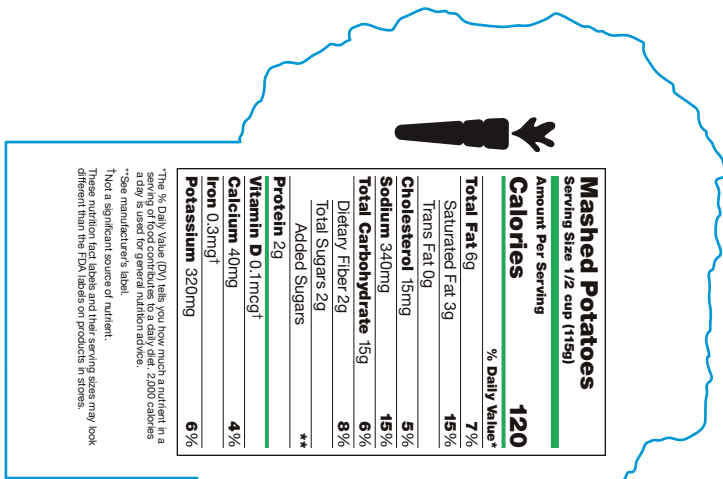 Mashed Potatoes
Serving Size 1/2 cup (115g)
Amount Per Serving
Calories 120
% Daily Value*
Total Fat 6g 7%
Saturated Fat 3g 15%
Trans Fat 0g
Cholesterol 15mg 5%
Sodium 340mg 15%
Total Carbohydrate 15g 6%
Dietary Fiber 2g 8%
Total Sugars 2g
Added Sugars **
Protein 2g
Vitamin D 0.1mcg†
Calcium 40mg 4%
Iron 0.3mg†
Potassium 320mg 6%
*The % Daily Value (DV) tells you how much a nutrient in a
serving of food contributes to a daily diet. 2,000 calories
a day is used for general nutrition advice.
**See manufacturer's label.
†Not a significant source of nutrient.
These nutrition fact labels and their serving sizes may look
different than the FDA labels on products in stores.